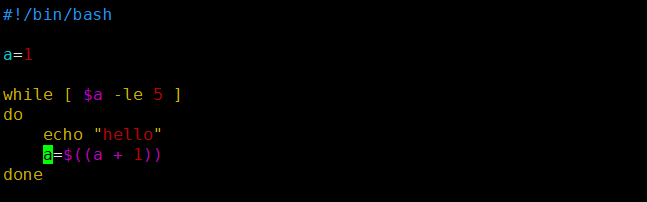 #!/bin/bash

a=1

while [ $a -le 5 ]
do
    echo "hello"
    a=$((a + 1))
done